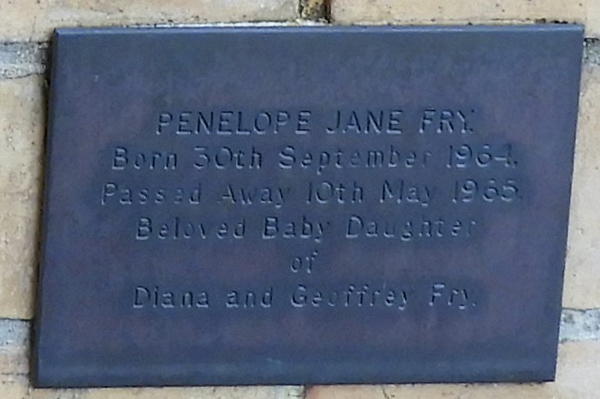 PENELOPE JANE FRY.
Born 30th September 1964.
Passed Away 10th May 1965.
Beloved Baby Daughter
of
Diana and Geoffrey Fry.